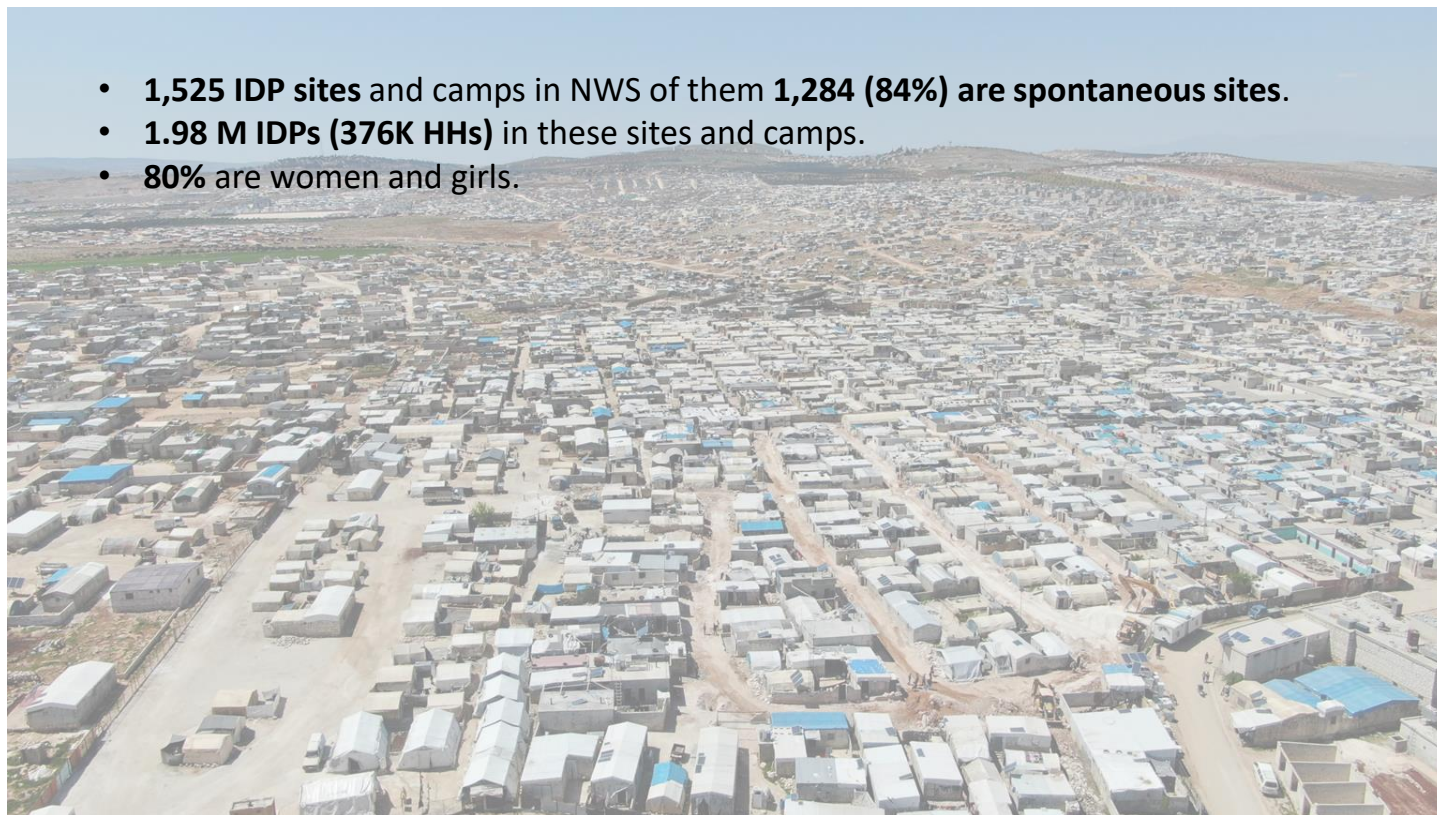 • 1,525 IDP sites and camps in NWS of them 1,284 (84%) are spontaneous sites.
• 1.98 M IDPs (376K HHs) in these sites and camps.
• 80% are women and girls.